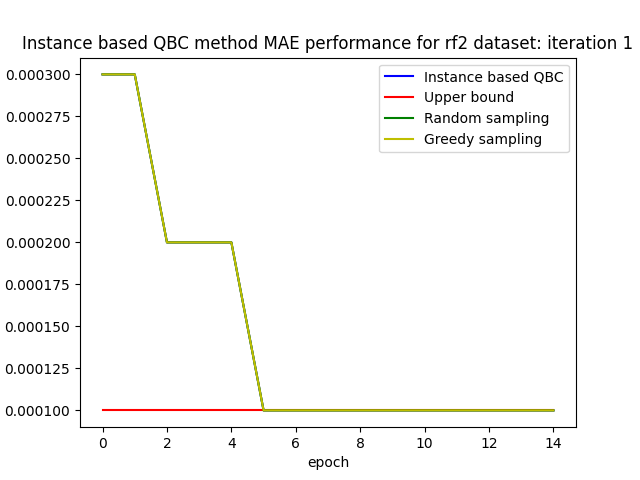 Instance based QBC method MAE performance for rf2 dataset: iteration 1
0.000300
0.000275
0.000250
0.000225
0.000200
0.000175
0.000150
0.000125
0.000100
Instance based QBC
Upper bound
Random sampling
Greedy sampling
0 2 4 6 8 10 12 14
epoch